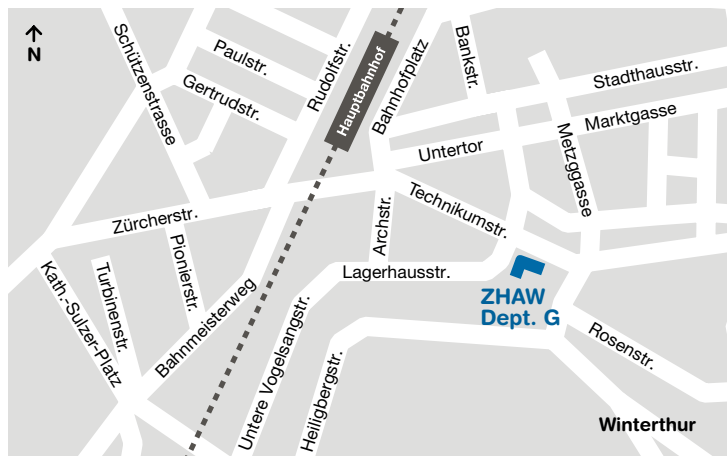 N
Schützenstrasse
Paulstr.
Gertrudstr.
Rudolfstr.
Hauptbahnhof
Bahnhofplatz
Bankstr.
Stadthausstr.
Marktgasse
Metzggasse
Untertor
Technikumstr.
Archstr.
Zürcherstr.
Pionierstr.
Turbinenstr.
Kath.-Sulzer-Platz
Bahnmeisterweg
Lagerhausstr.
Untere Vogelsangstr.
Heiligbergstr.
ZHAW
Dept. G
Rosenstr.
Winterthur